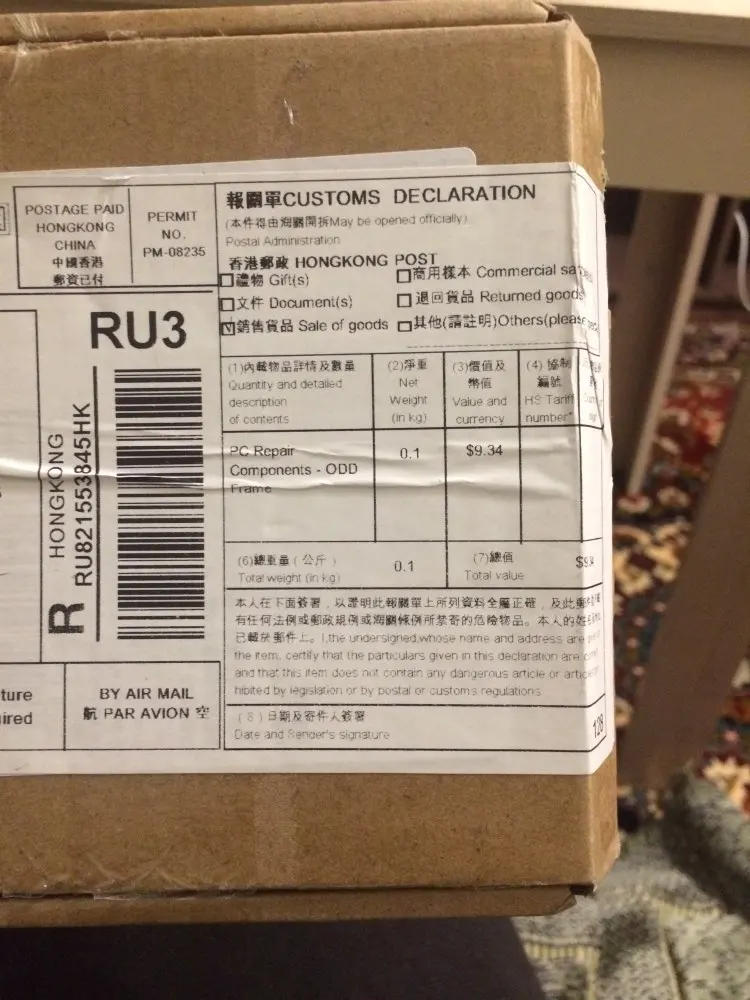 POSTAGE PAID
HONGKONG
CHINA
中國香港
郵資已付
PERMIT
NO.
PM-08235
RU3
HONGKONG
RU821553845HK
R
ture
ired
BY AIR MAIL
航 PAR AVION 空
報關單CUSTOMS DECLARATION
(本件得由海關開拆May be opened officially)
Postal Administration
香港郵政 HONGKONG POST
禮物 Gift(s)
商用樣本 Commercial
文件 Document(s)
退回貨品 Returned goods
銷售貨品 Sale of goods
其他(請註明)Others(please
(1)內載物品詳情及數量
Quantity and detailed
description
of contents
(2)淨重
Net
Weight
(in kg)
(3)價值及
幣值
Value and
currency
(4) 協制
編號
HS Tariff
number*
PC Repair
Components - ODD
Frame
0.1
$9.34
(6)總重量(公斤)
Total weight (in kg)
0.1
(7)總值
Total value
本人在下面簽署，以證明此報關單上所列資料全屬正確，及此郵件
有任何法例或郵政規例或海關條例所禁寄的危險物品。本人的姓名
已載於郵件上。I,the undersigned,whose name and address are
the item, certify that the particulars given in this declaration are
and that this item does not contain any dangerous article or
hibited by legislation or by postal or customs regulations
(8)日期及寄件人簽署
Date and Sender's signature
128